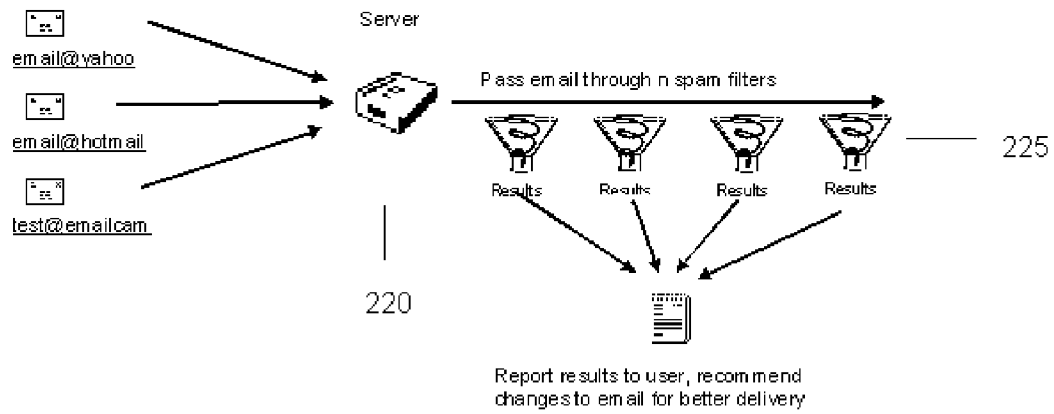 Server
email@yahoo
Pass email through n spam filters
email@hotmail
225
Results Results Results Results
test@emailcam
220
Report results to user, recommend
changes to email for better delivery